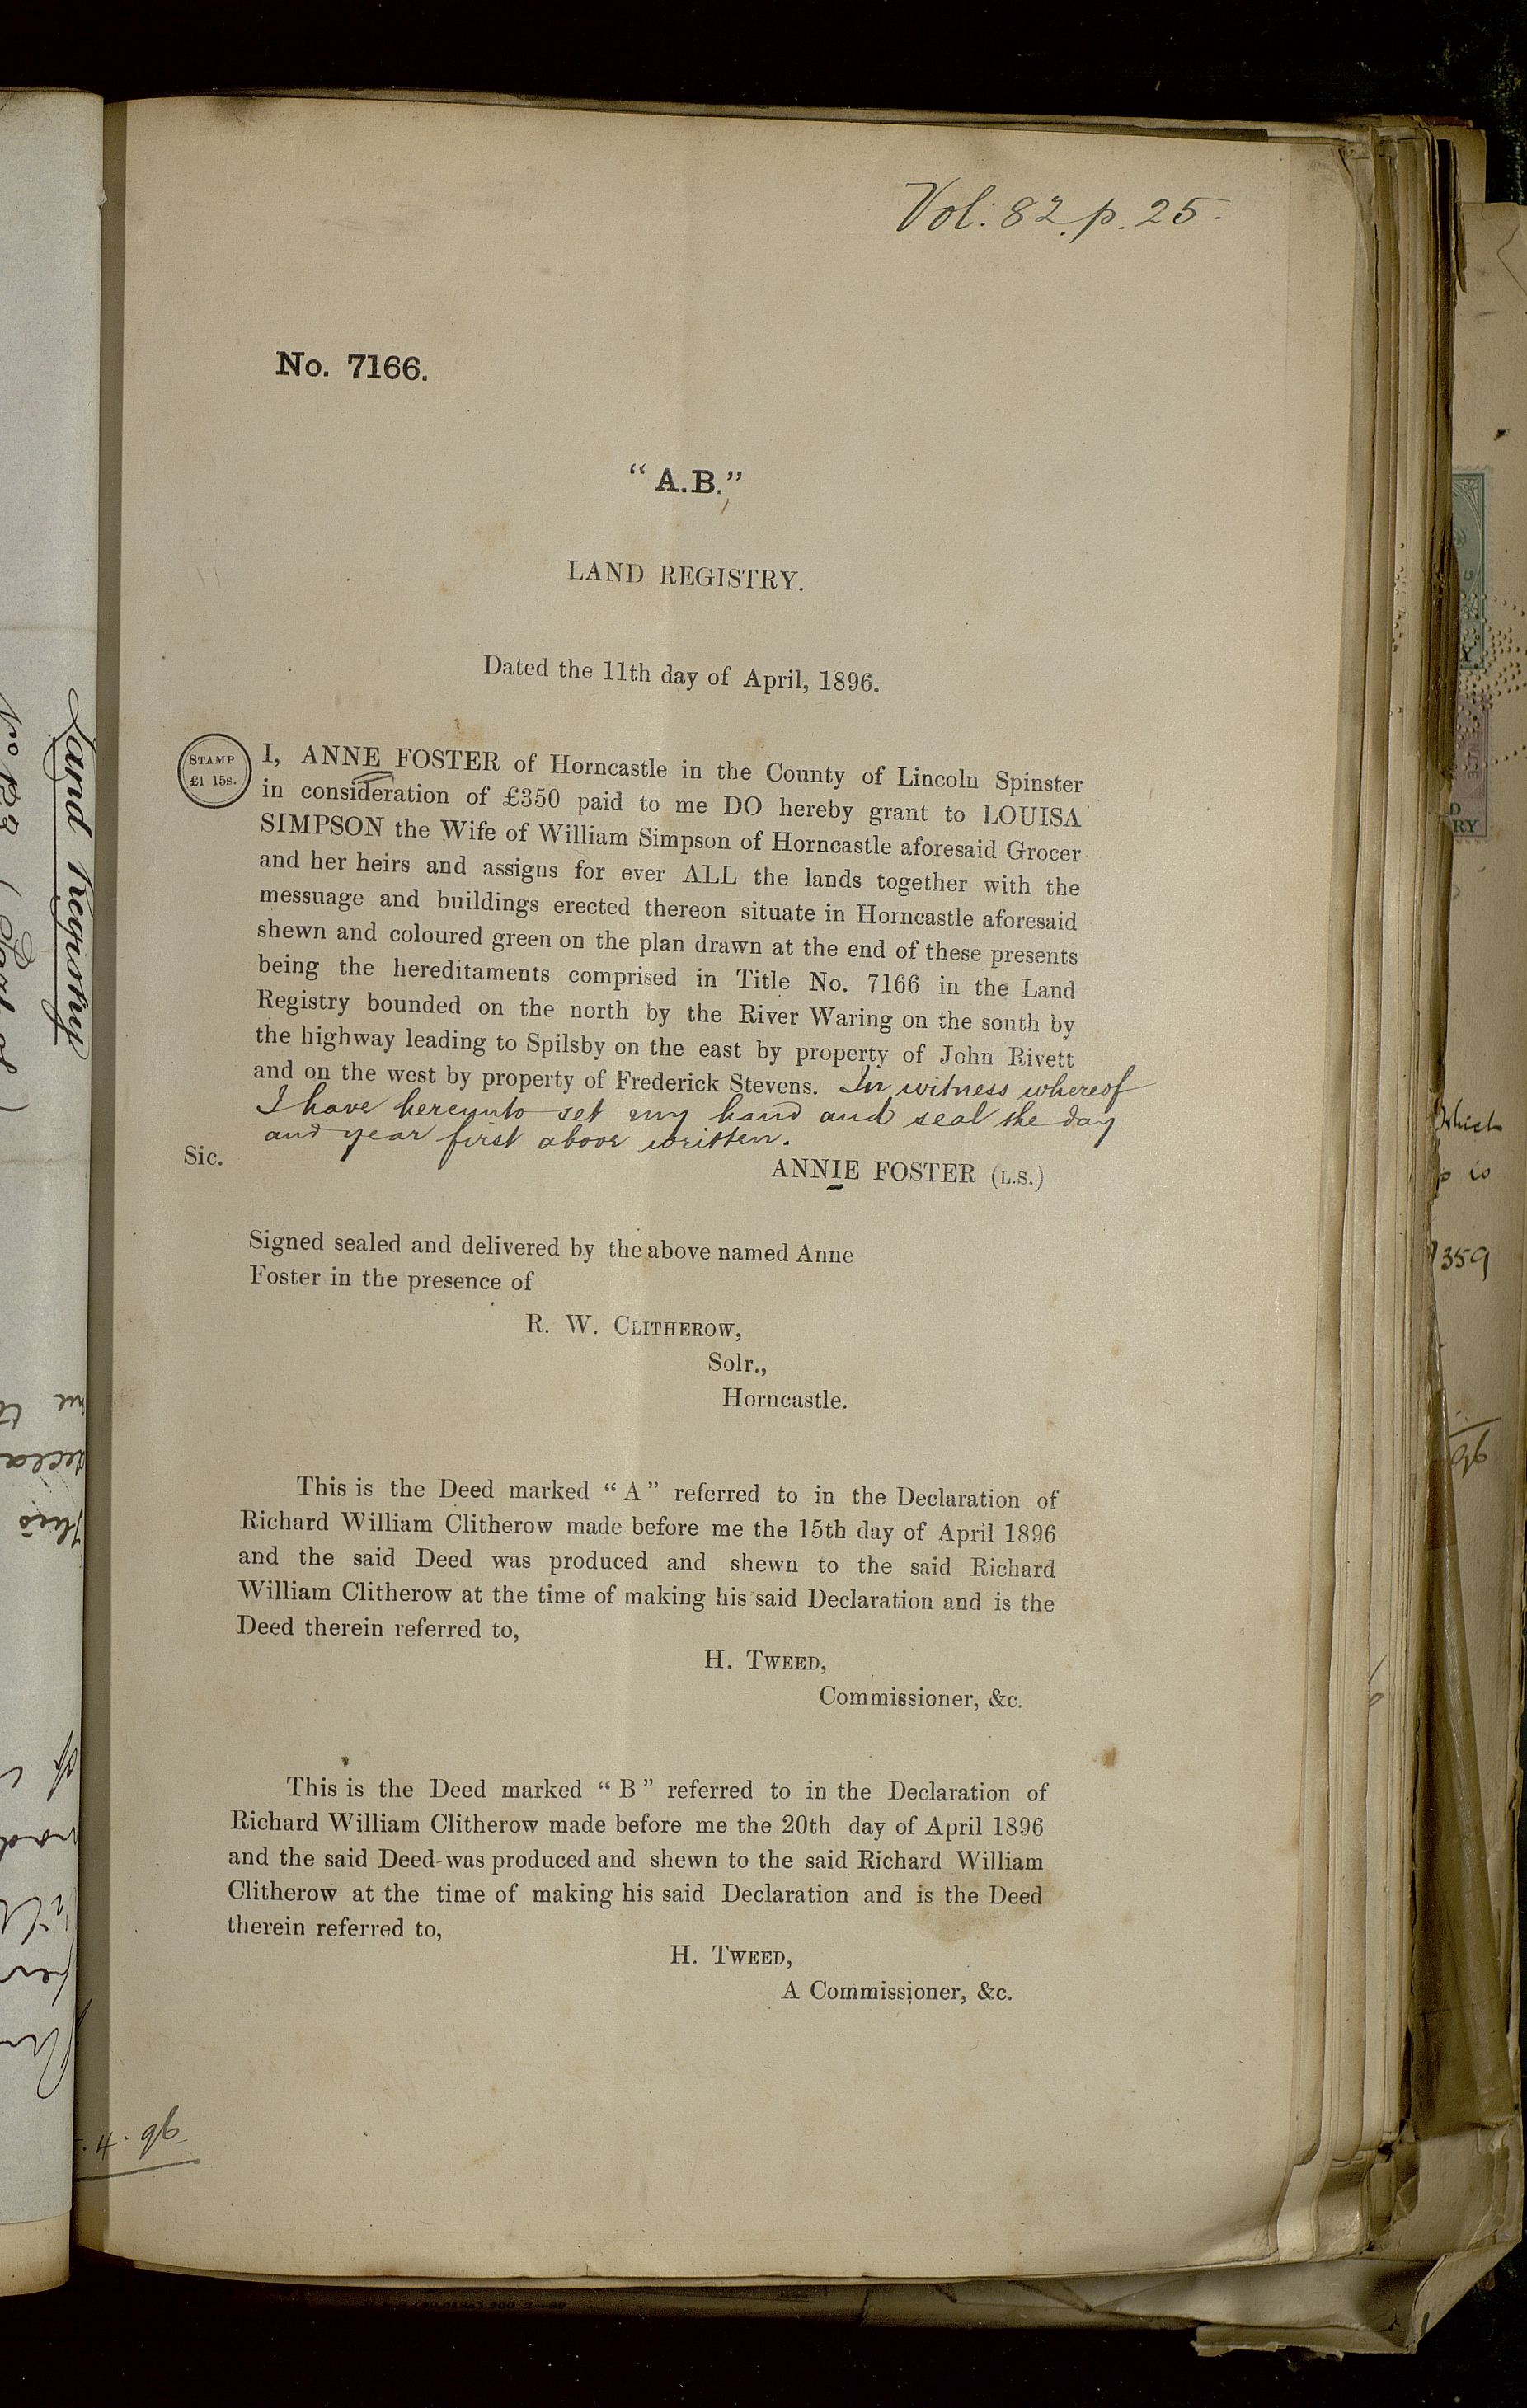 Vol: 82. p. 25.
No. 7166.
"A.B."
LAND REGISTRY.
Dated the 11th day of April, 1896.
STAMP
£1 15s.
I, ANNE FOSTER of Horncastle in the County of Lincoln Spinster
in consideration of £350 paid to me DO hereby grant to LOUISA
SIMPSON the Wife of William Simpson of Horncastle aforesaid Grocer
and her heirs and assigns for ever ALL the lands together with the
messuage and buildings erected thereon situate in Horncastle aforesaid
shewn and coloured green on the plan drawn at the end of these presents
being the hereditaments comprised in Title No. 7166 in the Land
Registry bounded on the north by the River Waring on the south by
the highway leading to Spilsby on the east by property of John Rivett
and on the west by property of Frederick Stevens. In witness whereof
I have hereunto set my hand and seal the day
and year first above written.
Sic.
ANNIE FOSTER (L.S.)
Signed sealed and delivered by the above named Anne
Foster in the presence of
R. W. CLITHEROW,
Solr.,
Horncastle.
This is the Deed marked "A" referred to in the Declaration of
Richard William Clitherow made before me the 15th day of April 1896
and the said Deed was produced and shewn to the said Richard
William Clitherow at the time of making his said Declaration and is the
Deed therein referred to,
H. TWEED,
Commissioner, &c.
This is the Deed marked "B" referred to in the Declaration of
Richard William Clitherow made before me the 20th day of April 1896
and the said Deed was produced and shewn to the said Richard William
Clitherow at the time of making his said Declaration and is the Deed
therein referred to,
H. TWEED,
A Commissioner, &c.
4. 96
Land Registry
which
is
359
96
RY